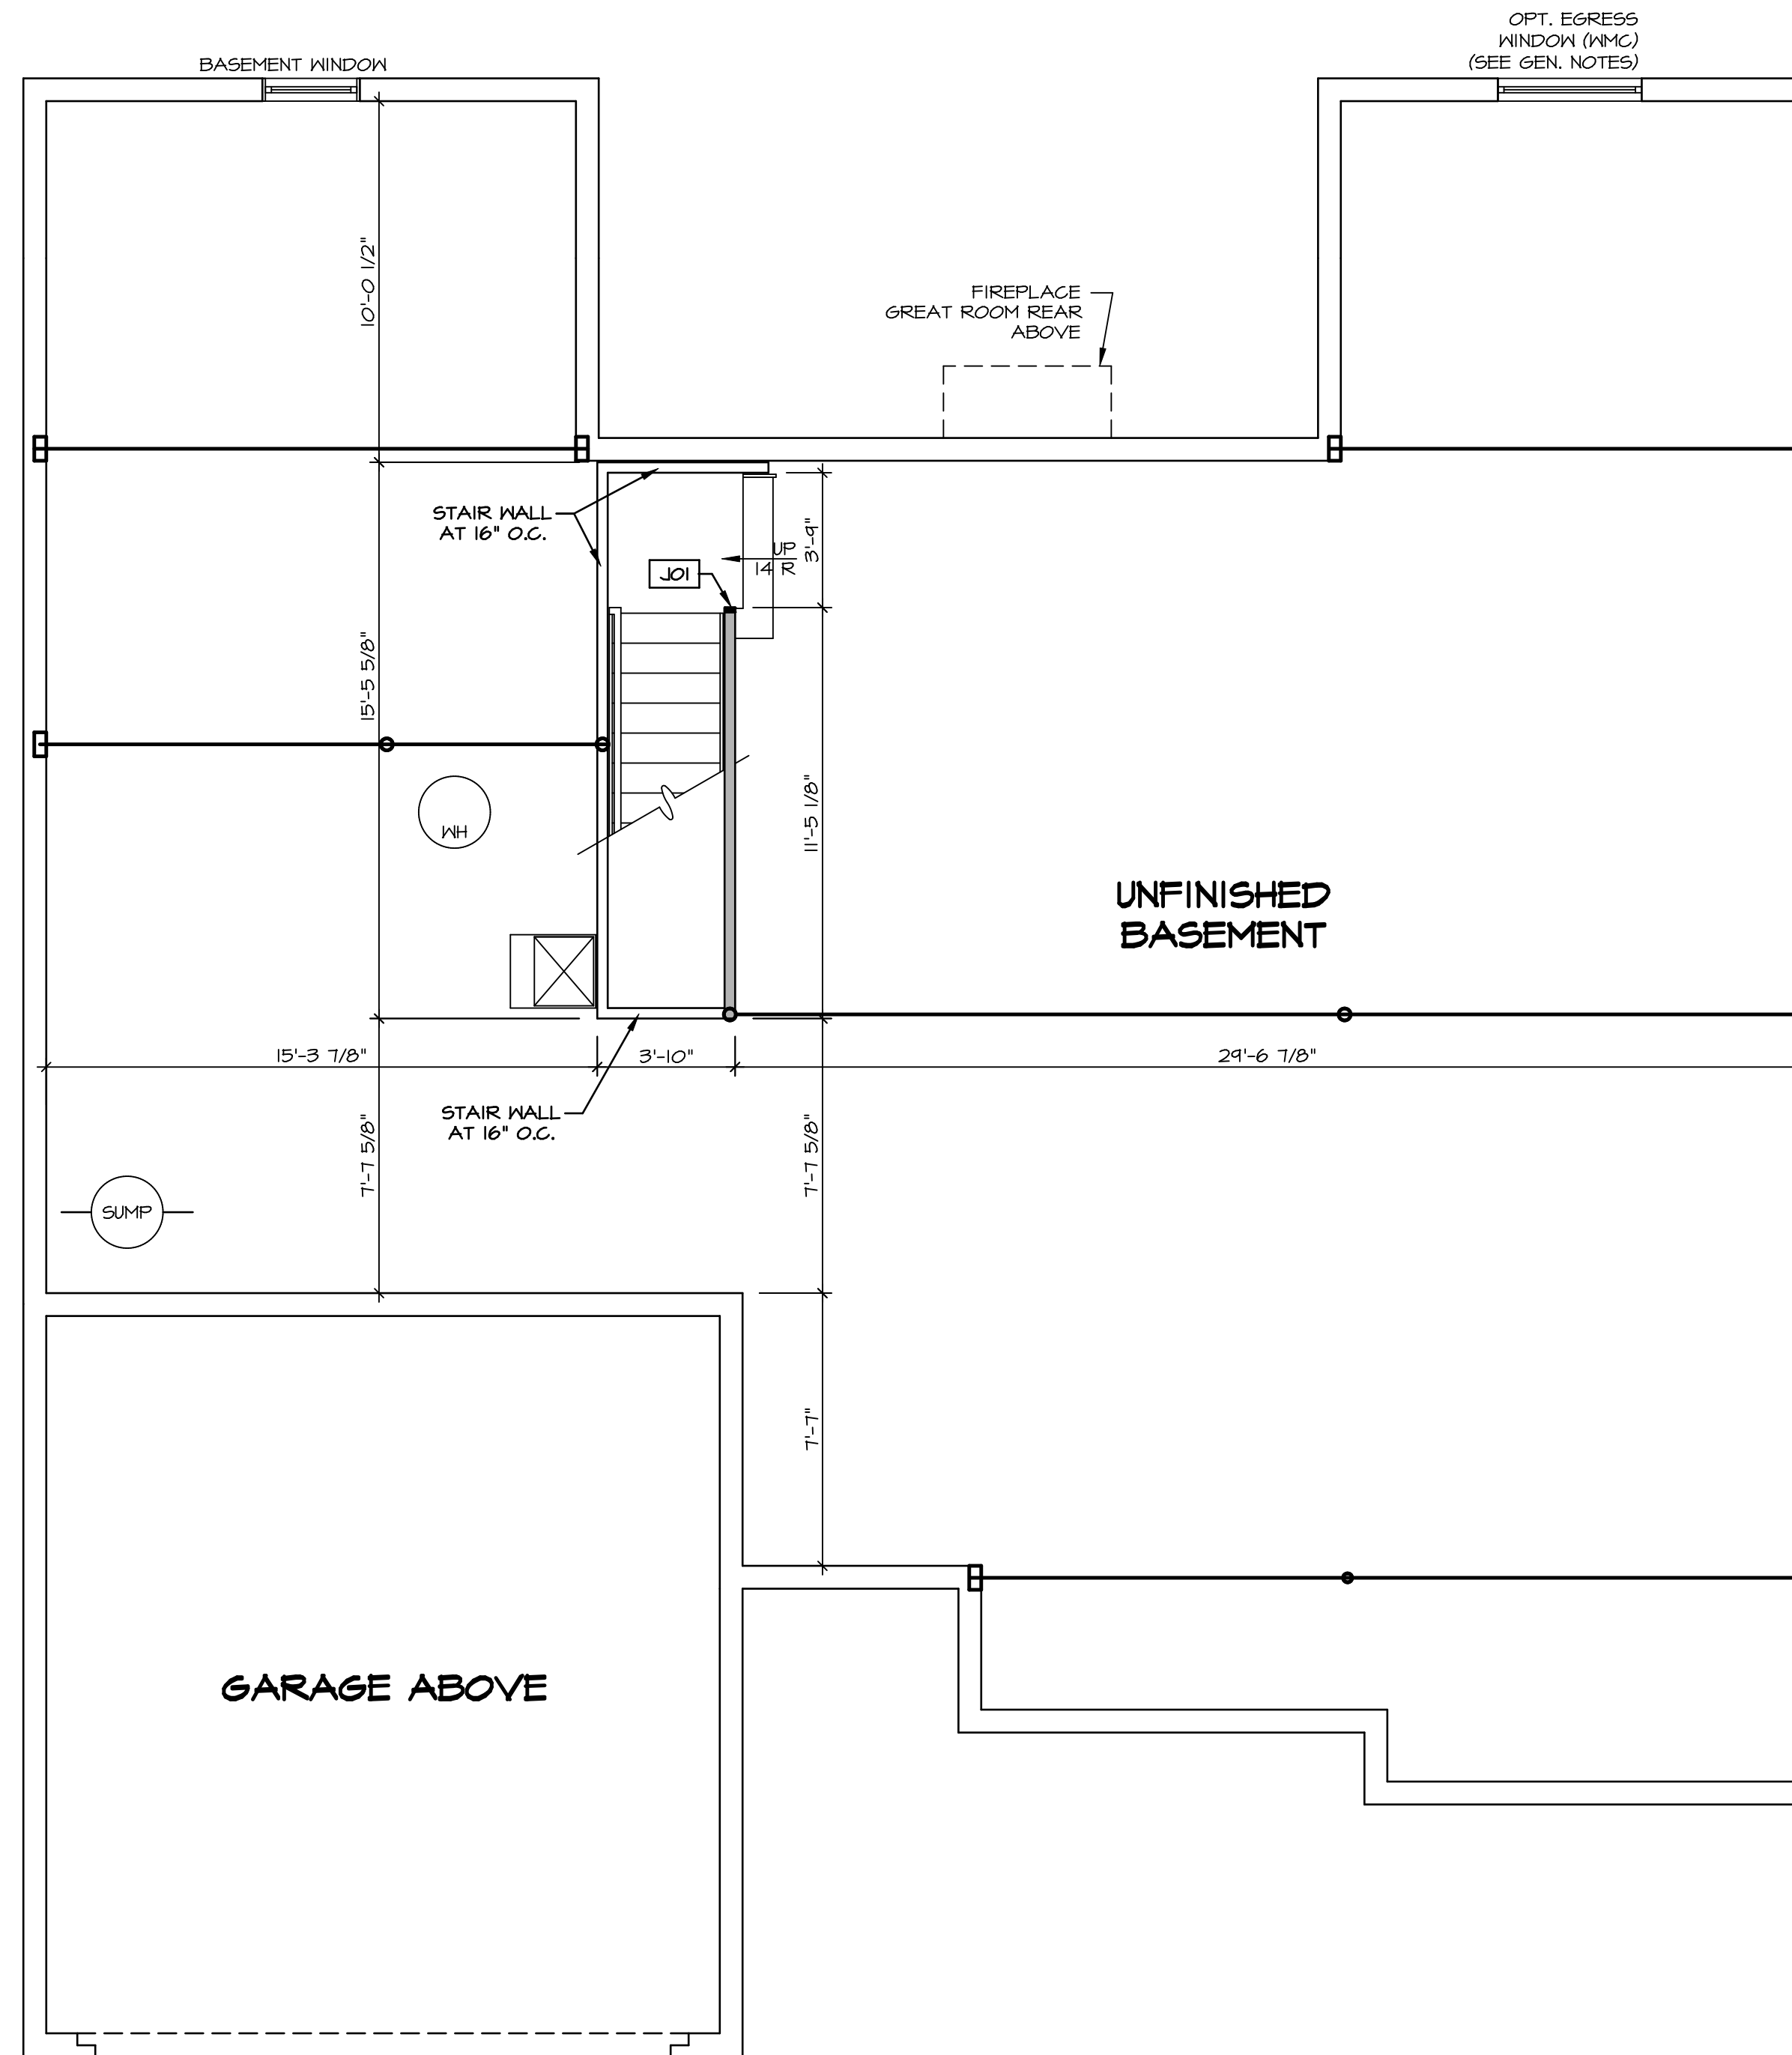 OPT. EGRESS
WINDOW (WMC)
(SEE GEN. NOTES)
BASEMENT WINDOW
10'-0 1/2"
FIREPLACE
GREAT ROOM REAR
ABOVE
STAIR WALL
AT 16" O.C.
3'-9"
UP
14 R
J01
15'-5 5/8"
11'-5 1/8"
WH
UNFINISHED
BASEMENT
15'-3 7/8"
3'-10"
29'-6 7/8"
STAIR WALL
AT 16" O.C.
7'-7 5/8"
7'-7 5/8"
SUMP
7'-7"
GARAGE ABOVE